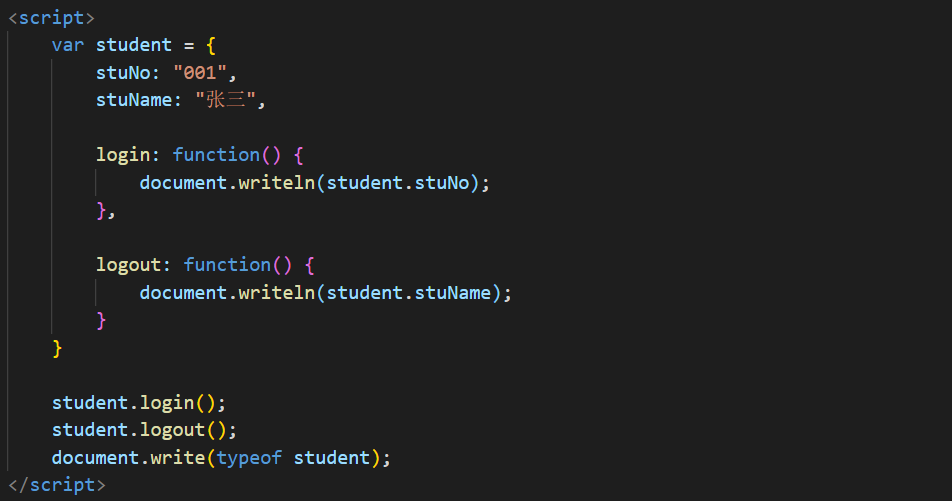 <script>
    var student = {
        stuNo: "001",
        stuName: "张三",

        login: function() {
            document.writeln(student.stuNo);
        },

        logout: function() {
            document.writeln(student.stuName);
        }
    }

    student.login();
    student.logout();
    document.write(typeof student);
</script>